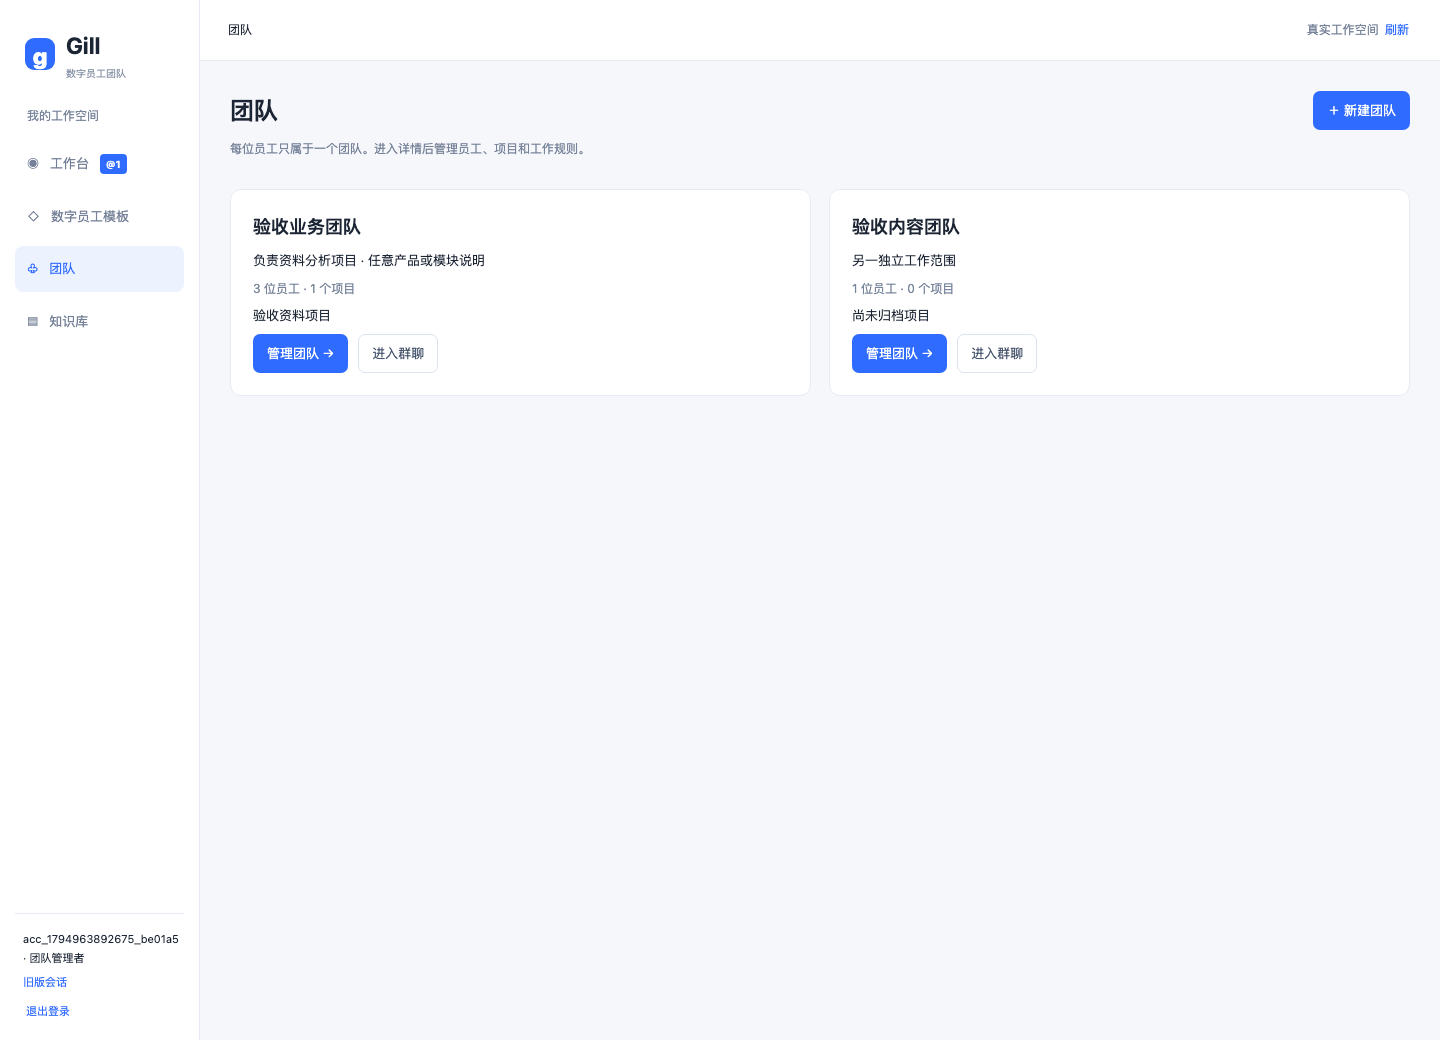 g
Gill
数字员工团队
我的工作空间
工作台 @1
数字员工模板
团队
知识库
acc_1794963892675_be01a5
· 团队管理者
旧版会话
退出登录
团队
真实工作空间 刷新
团队
+ 新建团队
每位员工只属于一个团队。进入详情后管理员工、项目和工作规则。
验收业务团队
负责资料分析项目 · 任意产品或模块说明
3 位员工 · 1 个项目
验收资料项目
管理团队 → 进入群聊
验收内容团队
另一独立工作范围
1 位员工 · 0 个项目
尚未归档项目
管理团队 → 进入群聊